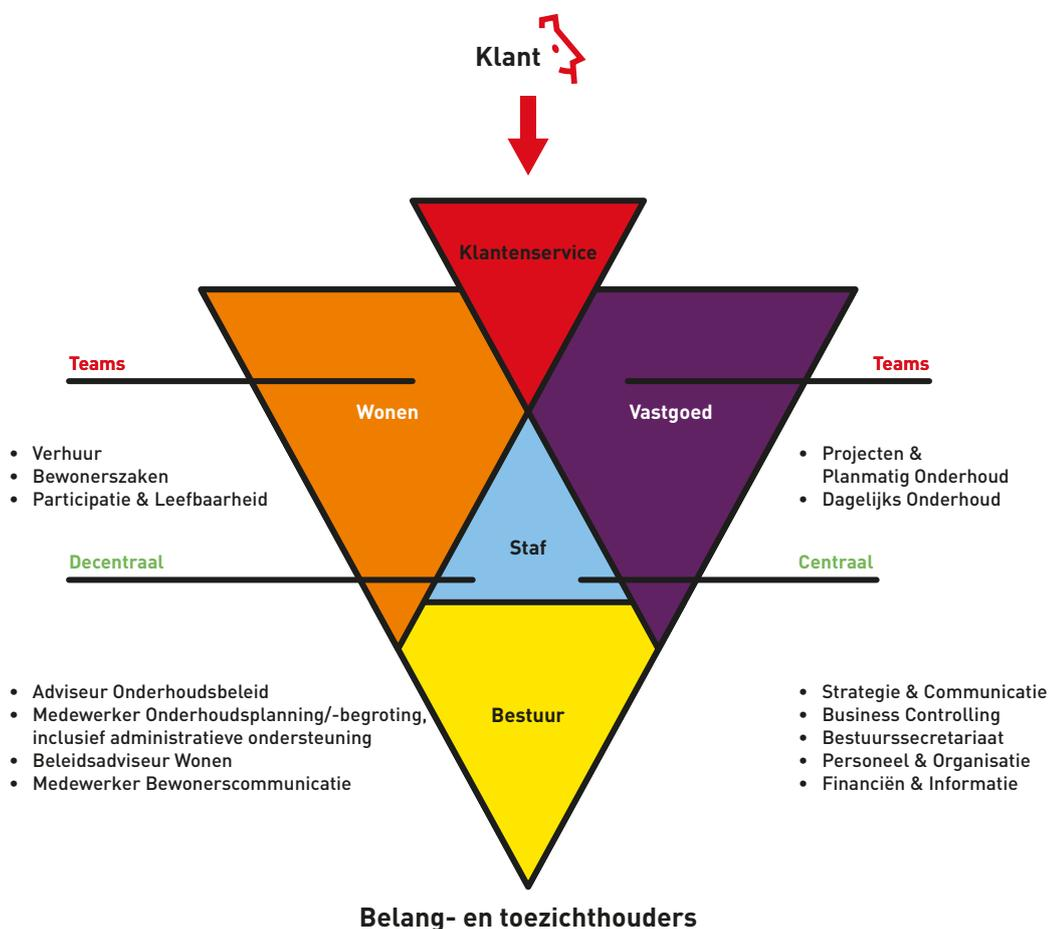 Klant
Klantenservice
Teams
Teams
Wonen
Vastgoed
• Verhuur
• Bewonerszaken
• Participatie & Leefbaarheid
• Projecten &
Planmatig Onderhoud
• Dagelijks Onderhoud
Staf
Decentraal
Centraal
• Adviseur Onderhoudsbeleid
• Medewerker Onderhoudsplanning/-begroting,
inclusief administratieve ondersteuning
• Beleidsadviseur Wonen
• Medewerker Bewonerscommunicatie
Bestuur
• Strategie & Communicatie
• Business Controlling
• Bestuurssecretariaat
• Personeel & Organisatie
• Financiën & Informatie
Belang- en toezichthouders